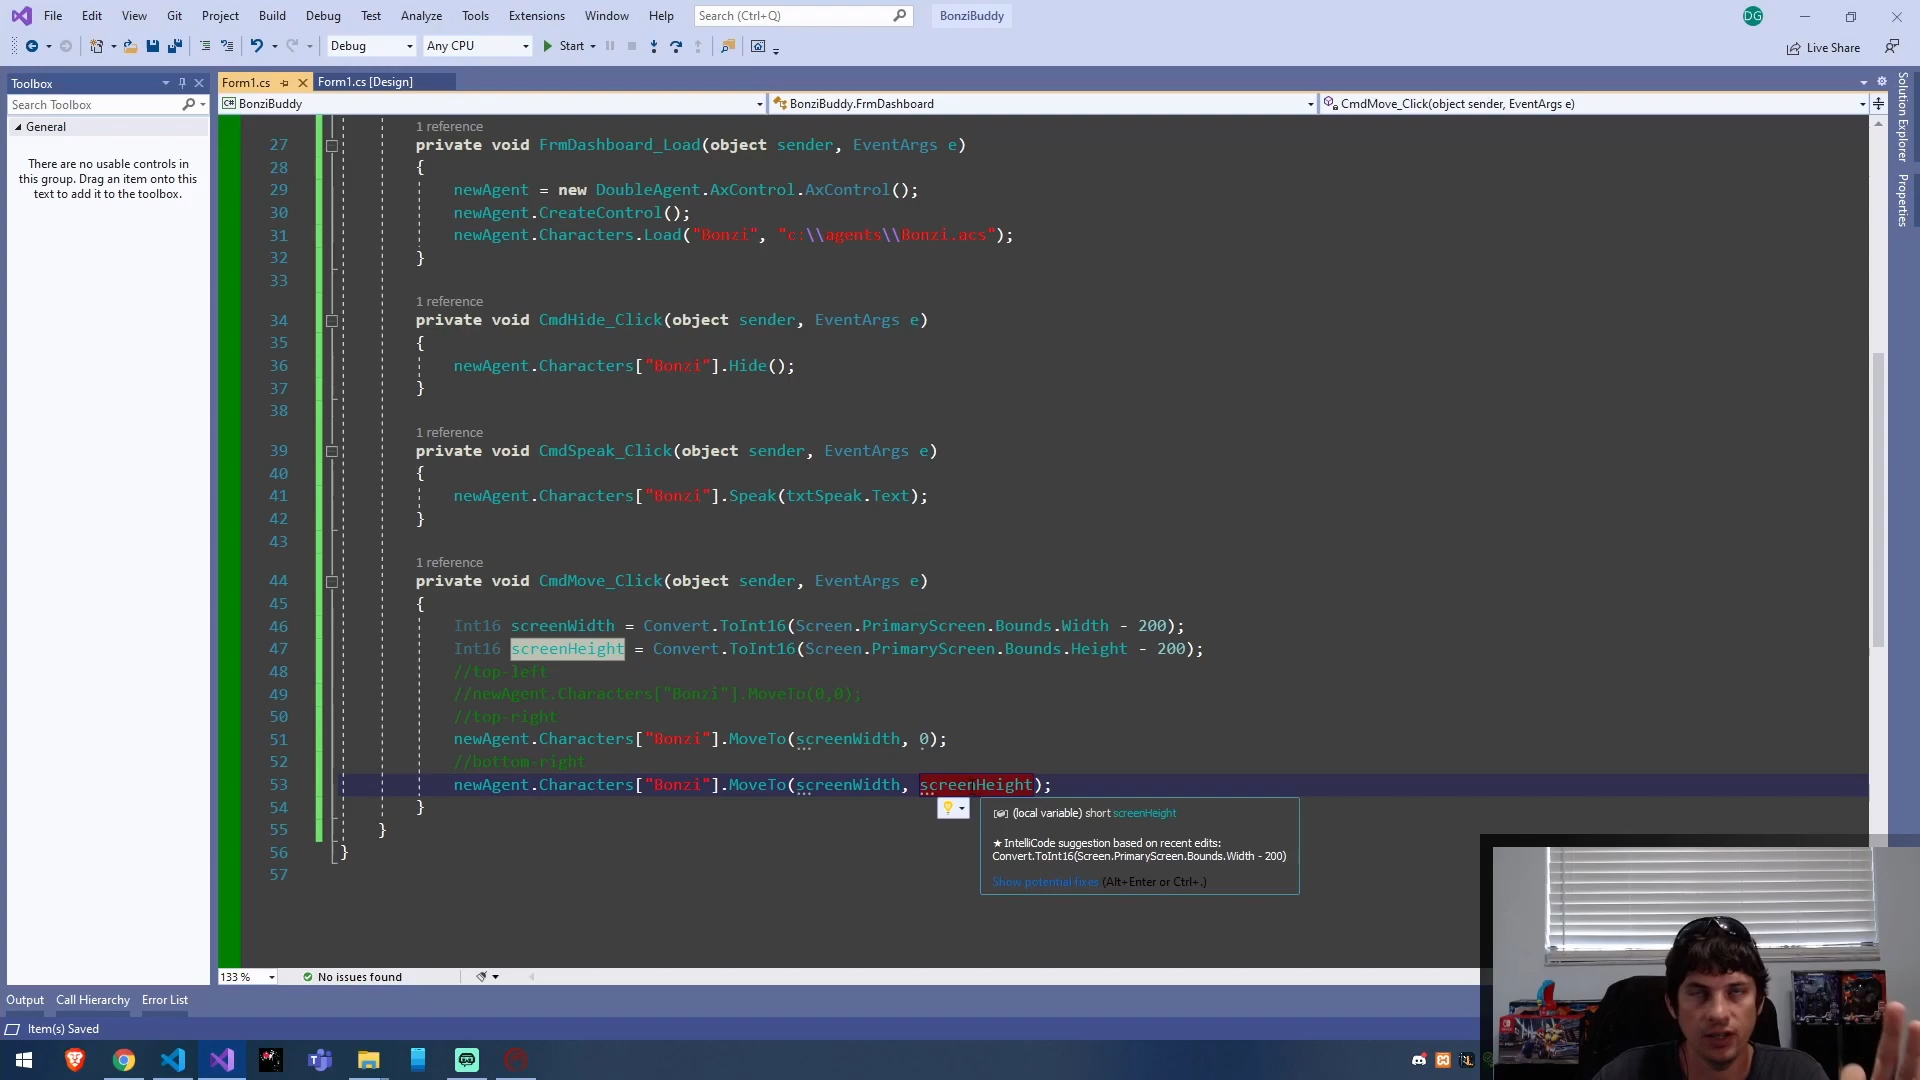 File Edit View Git Project Build Debug Test Analyze Tools Extensions Window Help Search (Ctrl+Q) BonziBuddy DG
Debug Any CPU Start Live Share
Toolbox
Search Toolbox
General
There are no usable controls in
this group. Drag an item onto this
text to add it to the toolbox.
Form1.cs Form1.cs [Design]
C# BonziBuddy BonziBuddy.FrmDashboard CmdMove_Click(object sender, EventArgs e)
1 reference
27 private void FrmDashboard_Load(object sender, EventArgs e)
28 {
29 newAgent = new DoubleAgent.AxControl.AxControl();
30 newAgent.CreateControl();
31 newAgent.Characters.Load("Bonzi", "c:\\agents\\Bonzi.acs");
32 }
33
1 reference
34 private void CmdHide_Click(object sender, EventArgs e)
35 {
36 newAgent.Characters["Bonzi"].Hide();
37 }
38
1 reference
39 private void CmdSpeak_Click(object sender, EventArgs e)
40 {
41 newAgent.Characters["Bonzi"].Speak(txtSpeak.Text);
42 }
43
1 reference
44 private void CmdMove_Click(object sender, EventArgs e)
45 {
46 Int16 screenWidth = Convert.ToInt16(Screen.PrimaryScreen.Bounds.Width - 200);
47 Int16 screenHeight = Convert.ToInt16(Screen.PrimaryScreen.Bounds.Height - 200);
48 //top-left
49 //newAgent.Characters["Bonzi"].MoveTo(0,0);
50 //top-right
51 newAgent.Characters["Bonzi"].MoveTo(screenWidth, 0);
52 //bottom-right
53 newAgent.Characters["Bonzi"].MoveTo(screenWidth, screenHeight);
54 }
55 }
56 }
57
(local variable) short screenHeight
★ IntelliCode suggestion based on recent edits:
Convert.ToInt16(Screen.PrimaryScreen.Bounds.Width - 200)
Show potential fixes (Alt+Enter or Ctrl+.)
Solution Explorer
Properties
133 % No issues found
Output Call Hierarchy Error List
Item(s) Saved